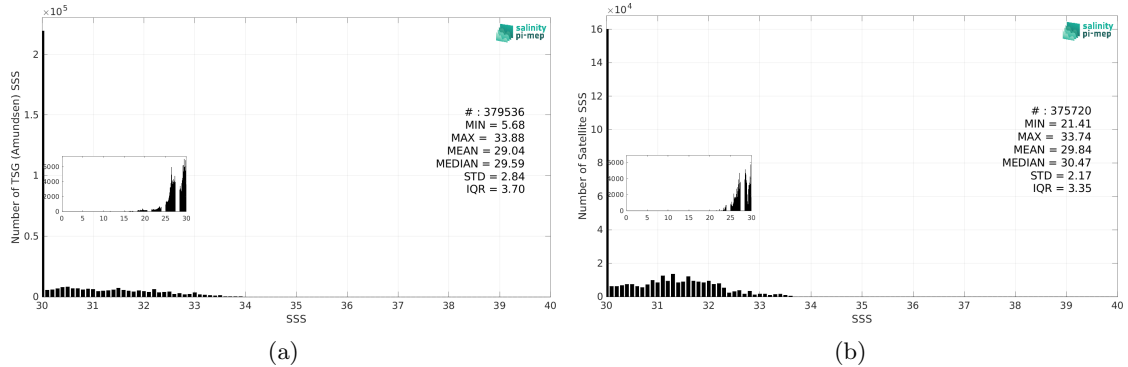 ×10⁵
salinity
pi-mep
2
1.5
1
0.5
0
Number of TSG (Amundsen) SSS
# : 379536
MIN = 5.68
MAX = 33.88
MEAN = 29.04
MEDIAN = 29.59
STD = 2.84
IQR = 3.70
6000
4000
2000
0
0 5 10 15 20 25 30
30 31 32 33 34 35 36 37 38 39 40
SSS
(a)
×10⁴
salinity
pi-mep
16
14
12
10
8
6
4
2
0
Number of Satellite SSS
# : 375720
MIN = 21.41
MAX = 33.74
MEAN = 29.84
MEDIAN = 30.47
STD = 2.17
IQR = 3.35
6000
4000
2000
0
0 5 10 15 20 25 30
30 31 32 33 34 35 36 37 38 39 40
SSS
(b)